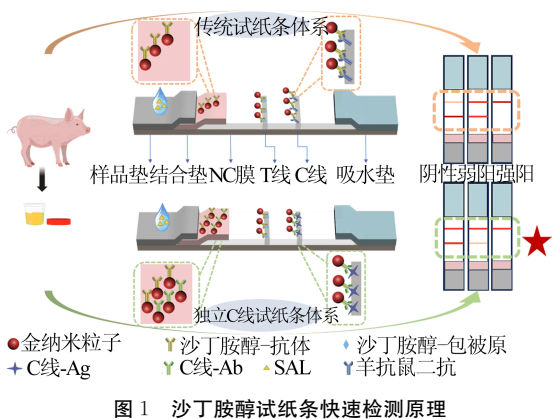 传统试纸条体系
样品垫结合垫NC膜 T线 C线 吸水垫 阴性弱阳强阳
独立C线试纸条体系
金纳米粒子 沙丁胺醇-抗体 沙丁胺醇-包被原
C线-Ag C线-Ab SAL 羊抗鼠二抗
图 1 沙丁胺醇试纸条快速检测原理